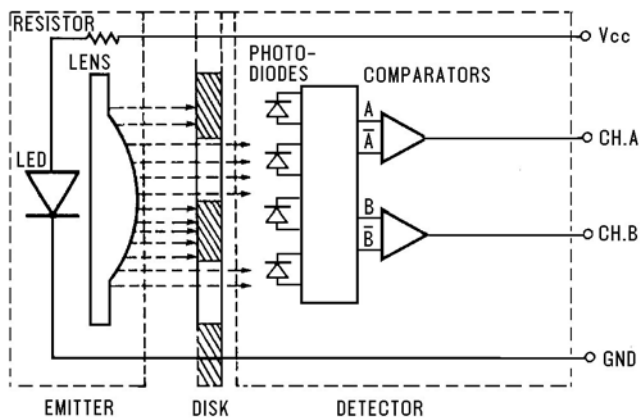 RESISTOR
Vcc
LENS
PHOTO-
DIODES
COMPARATORS
A
A̅
CH.A
LED
B
B̅
CH.B
GND
EMITTER
DISK
DETECTOR